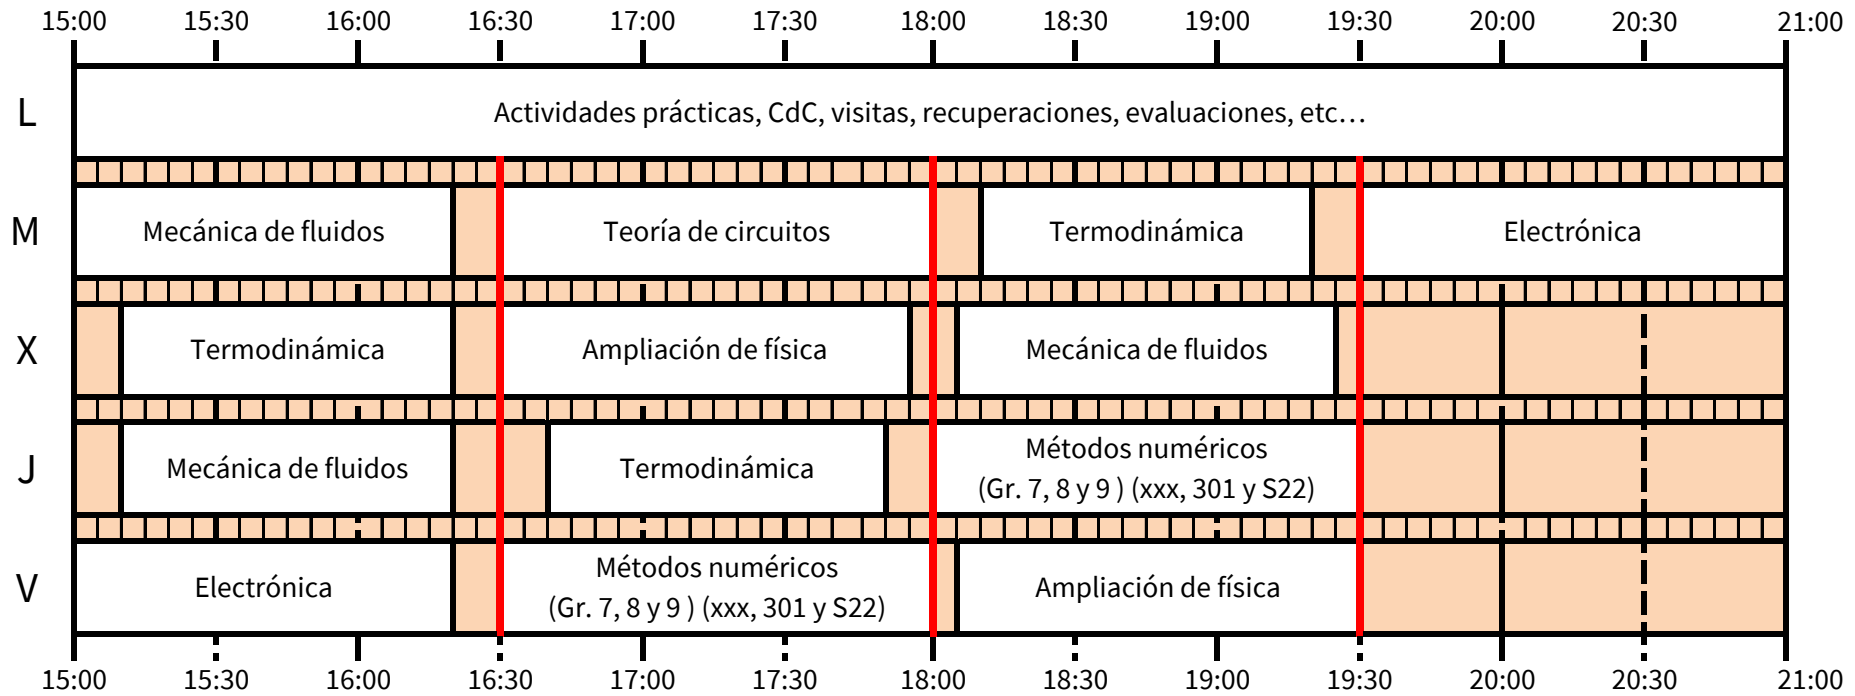 15:00 15:30 16:00 16:30 17:00 17:30 18:00 18:30 19:00 19:30 20:00 20:30 21:00
L
Actividades prácticas, CdC, visitas, recuperaciones, evaluaciones, etc…
M
Mecánica de fluidos
Teoría de circuitos
Termodinámica
Electrónica
X
Termodinámica
Ampliación de física
Mecánica de fluidos
J
Mecánica de fluidos
Termodinámica
Métodos numéricos
(Gr. 7, 8 y 9 ) (xxx, 301 y S22)
V
Electrónica
Métodos numéricos
(Gr. 7, 8 y 9 ) (xxx, 301 y S22)
Ampliación de física
15:00 15:30 16:00 16:30 17:00 17:30 18:00 18:30 19:00 19:30 20:00 20:30 21:00